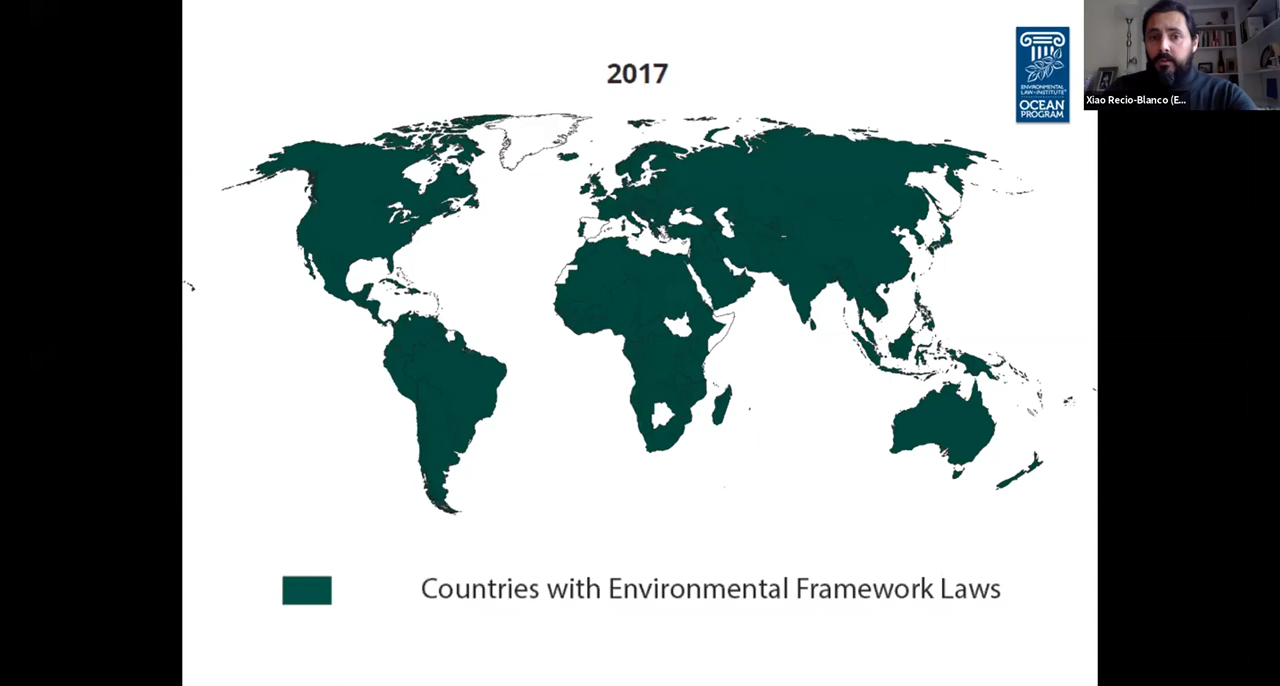 2017
ENVIRONMENTAL
LAW • INSTITUTE®
OCEAN
PROGRAM
Xiao Recio-Blanco (E...
Countries with Environmental Framework Laws